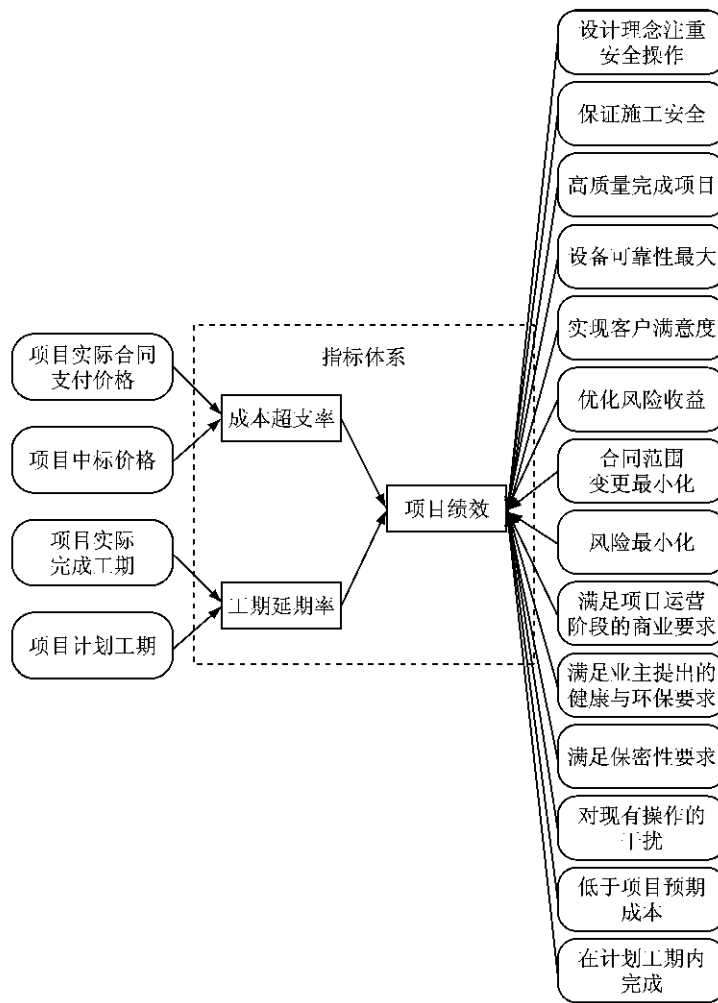 设计理念注重
安全操作
保证施工安全
高质量完成项目
设备可靠性最大
实现客户满意度
优化风险收益
合同范围
变更最小化
风险最小化
满足项目运营
阶段的商业要求
满足业主提出的
健康与环保要求
满足保密性要求
对现有操作的
干扰
低于项目预期
成本
在计划工期内
完成
指标体系
项目实际合同
支付价格
项目中标价格
项目实际
完成工期
项目计划工期
成本超支率
工期延期率
项目绩效